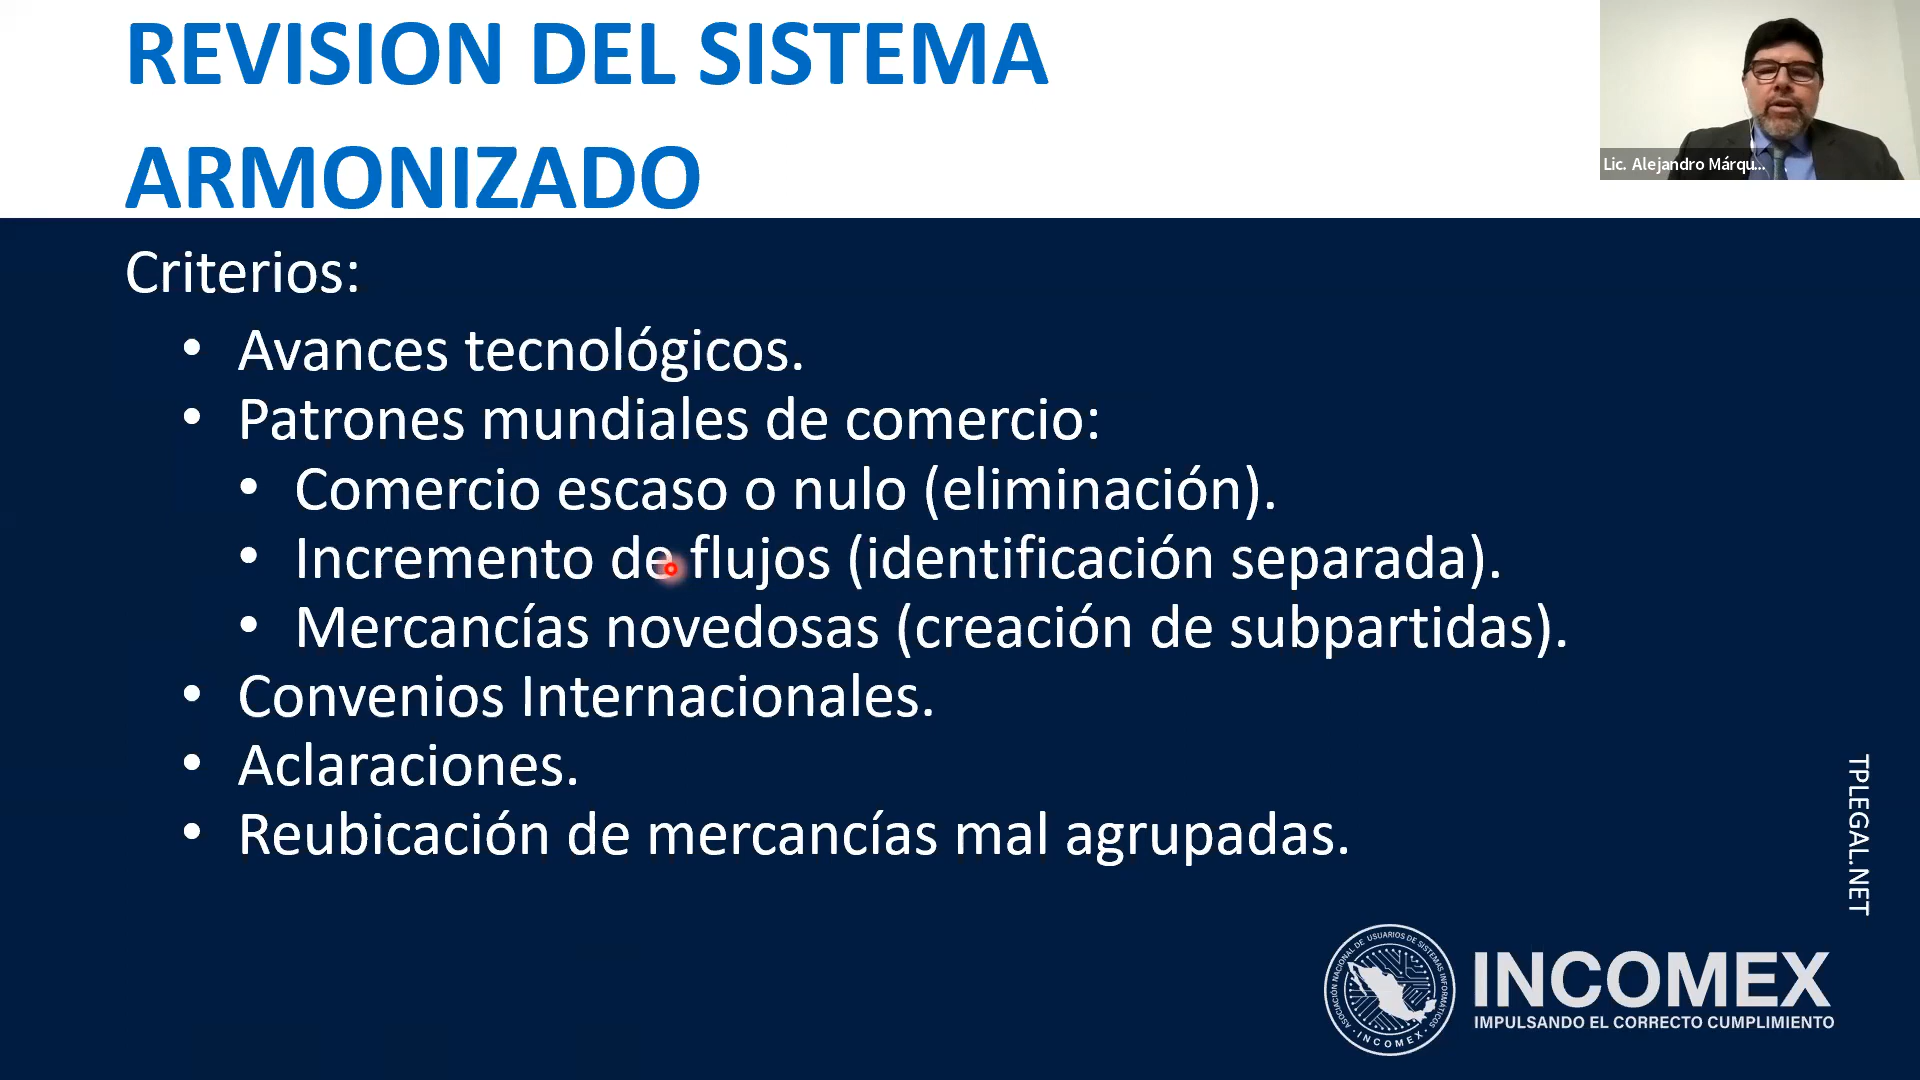 REVISION DEL SISTEMA
ARMONIZADO
Lic. Alejandro Márqu...
Criterios:
• Avances tecnológicos.
• Patrones mundiales de comercio:
• Comercio escaso o nulo (eliminación).
• Incremento de flujos (identificación separada).
• Mercancías novedosas (creación de subpartidas).
• Convenios Internacionales.
• Aclaraciones.
• Reubicación de mercancías mal agrupadas.
TPLEGAL.NET
ASOCIACIÓN NACIONAL DE USUARIOS DE SISTEMAS INFORMÁTICOS
• INCOMEX •
INCOMEX
IMPULSANDO EL CORRECTO CUMPLIMIENTO